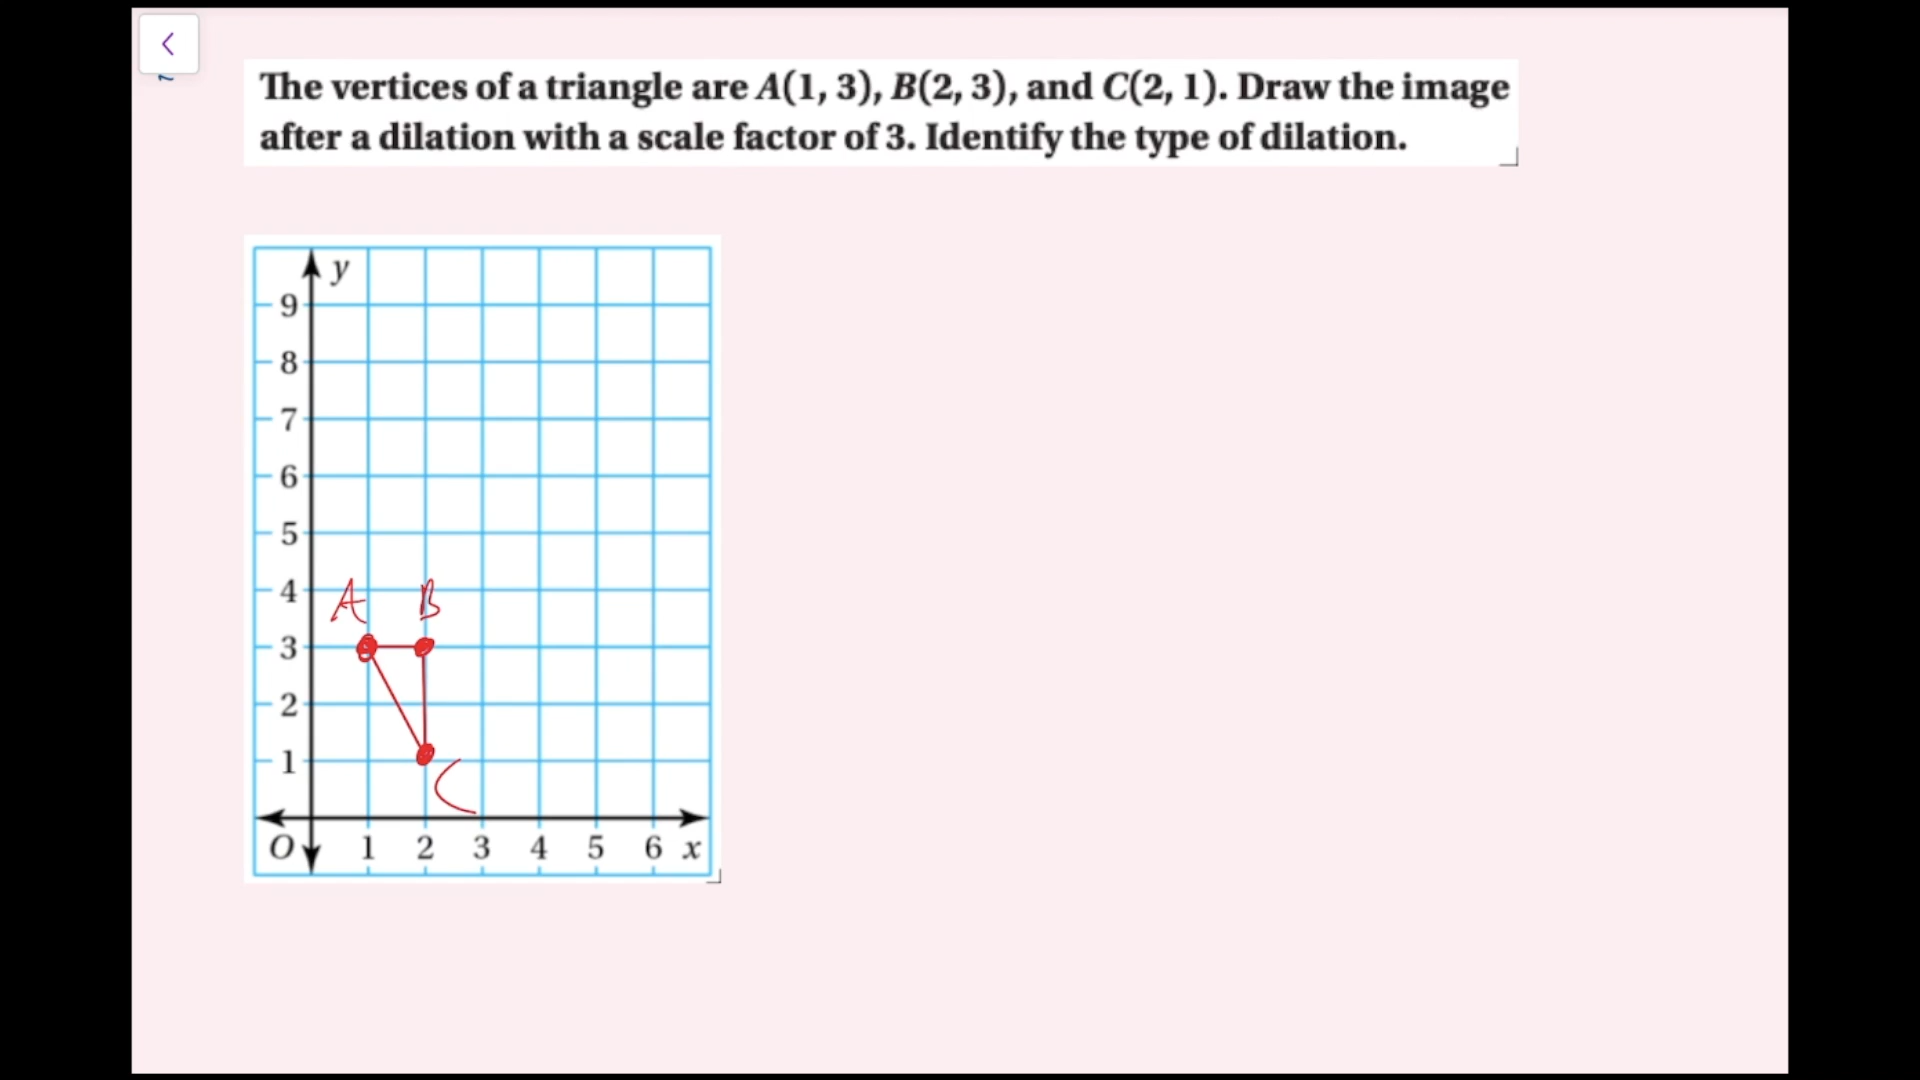 The vertices of a triangle are A(1, 3), B(2, 3), and C(2, 1). Draw the image
after a dilation with a scale factor of 3. Identify the type of dilation.
y
9
8
7
6
5
4
A B
3
2
1
C
O 1 2 3 4 5 6 x